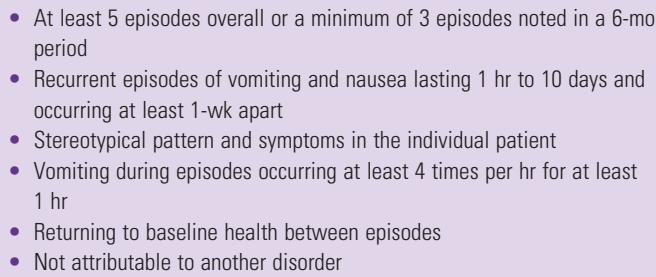 • At least 5 episodes overall or a minimum of 3 episodes noted in a 6-mo
period
• Recurrent episodes of vomiting and nausea lasting 1 hr to 10 days and
occurring at least 1-wk apart
• Stereotypical pattern and symptoms in the individual patient
• Vomiting during episodes occurring at least 4 times per hr for at least
1 hr
• Returning to baseline health between episodes
• Not attributable to another disorder